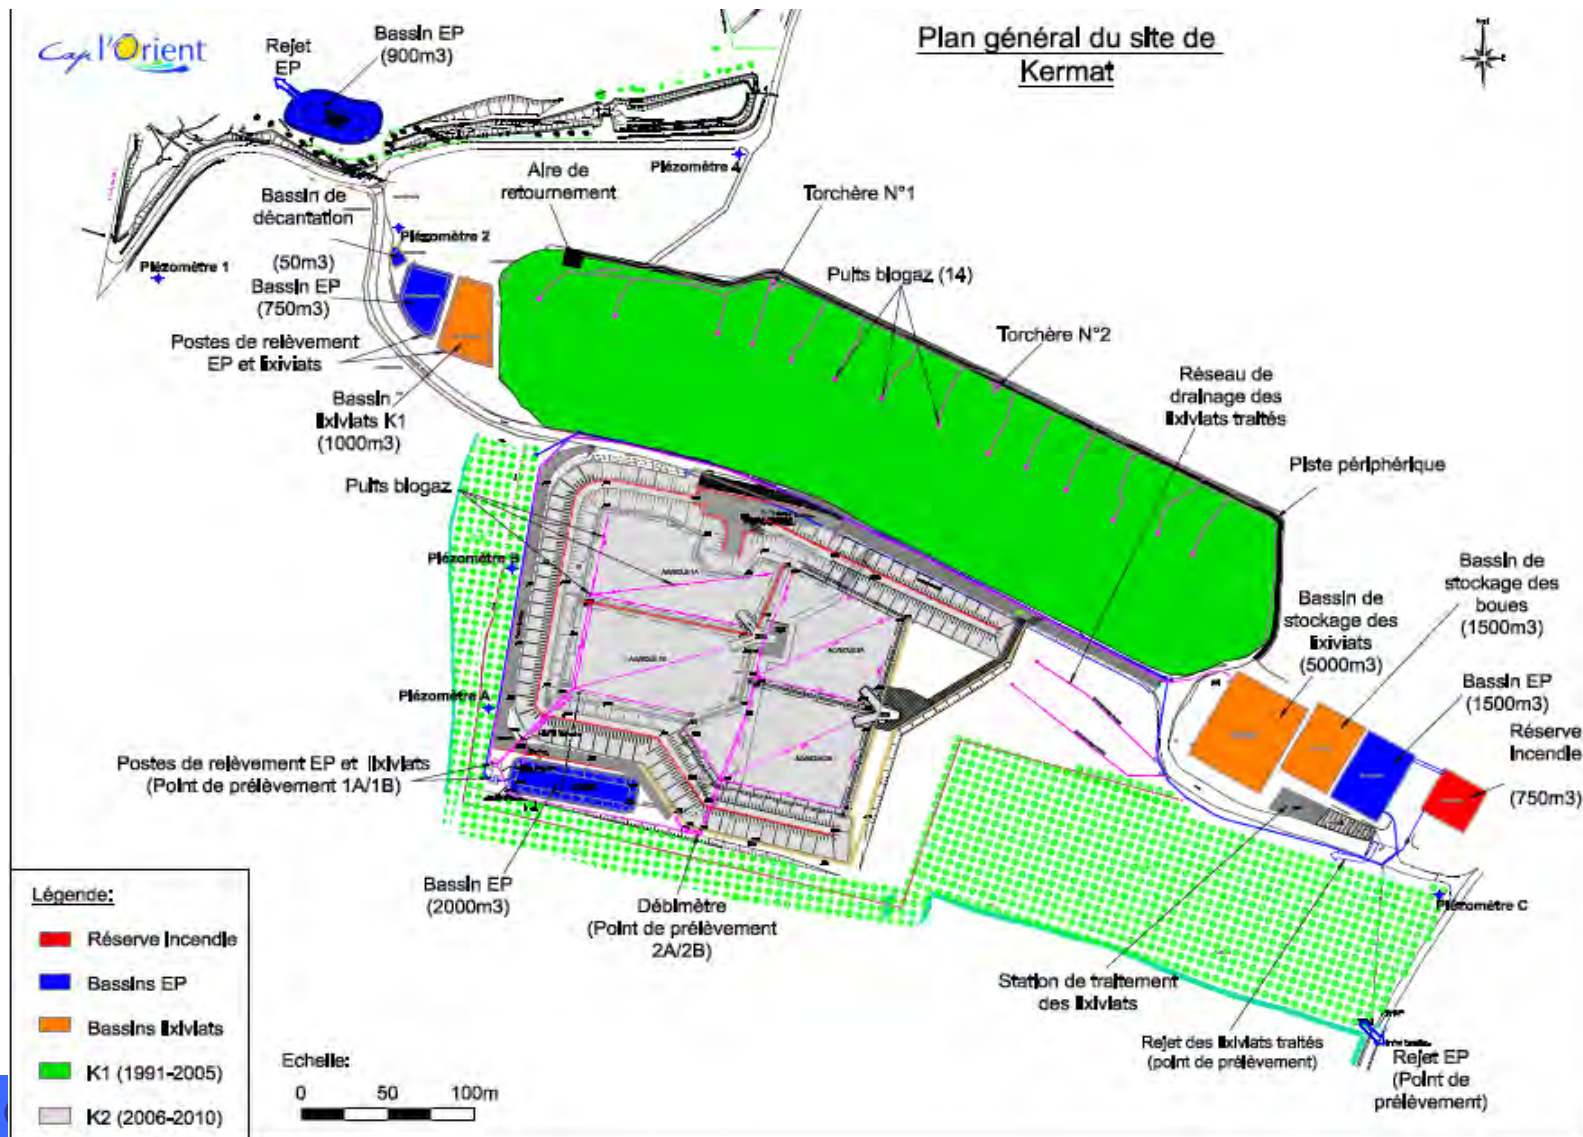 Cap l'Orient
Plan général du site de
Kermat
Rejet
EP
Bassin EP
(900m3)
Piézomètre 4
Aire de
retournement
Torchère N°1
Bassin de
décantation
(50m3)
Piézomètre 2
Piézomètre 1
Bassin EP
(750m3)
Puits biogaz (14)
Postes de relèvement
EP et lixiviats
Torchère N°2
Bassin
lixiviats K1
(1000m3)
Réseau de
drainage des
lixiviats traités
Piste périphérique
Puits biogaz
Piézomètre B
Bassin de
stockage des
boues
(1500m3)
Bassin de
stockage des
lixiviats
(5000m3)
Piézomètre A
Bassin EP
(1500m3)
Réserve
Incendie
(750m3)
Postes de relèvement EP et lixiviats
(Point de prélèvement 1A/1B)
Bassin EP
(2000m3)
Débimètre
(Point de prélèvement
2A/2B)
Piézomètre C
Station de traitement
des lixiviats
Rejet des lixiviats traités
(point de prélèvement)
Rejet EP
(Point de
prélèvement)
Légende:
Réserve Incendie
Bassins EP
Bassins lixiviats
K1 (1991-2005)
K2 (2006-2010)
Echelle:
0 50 100m